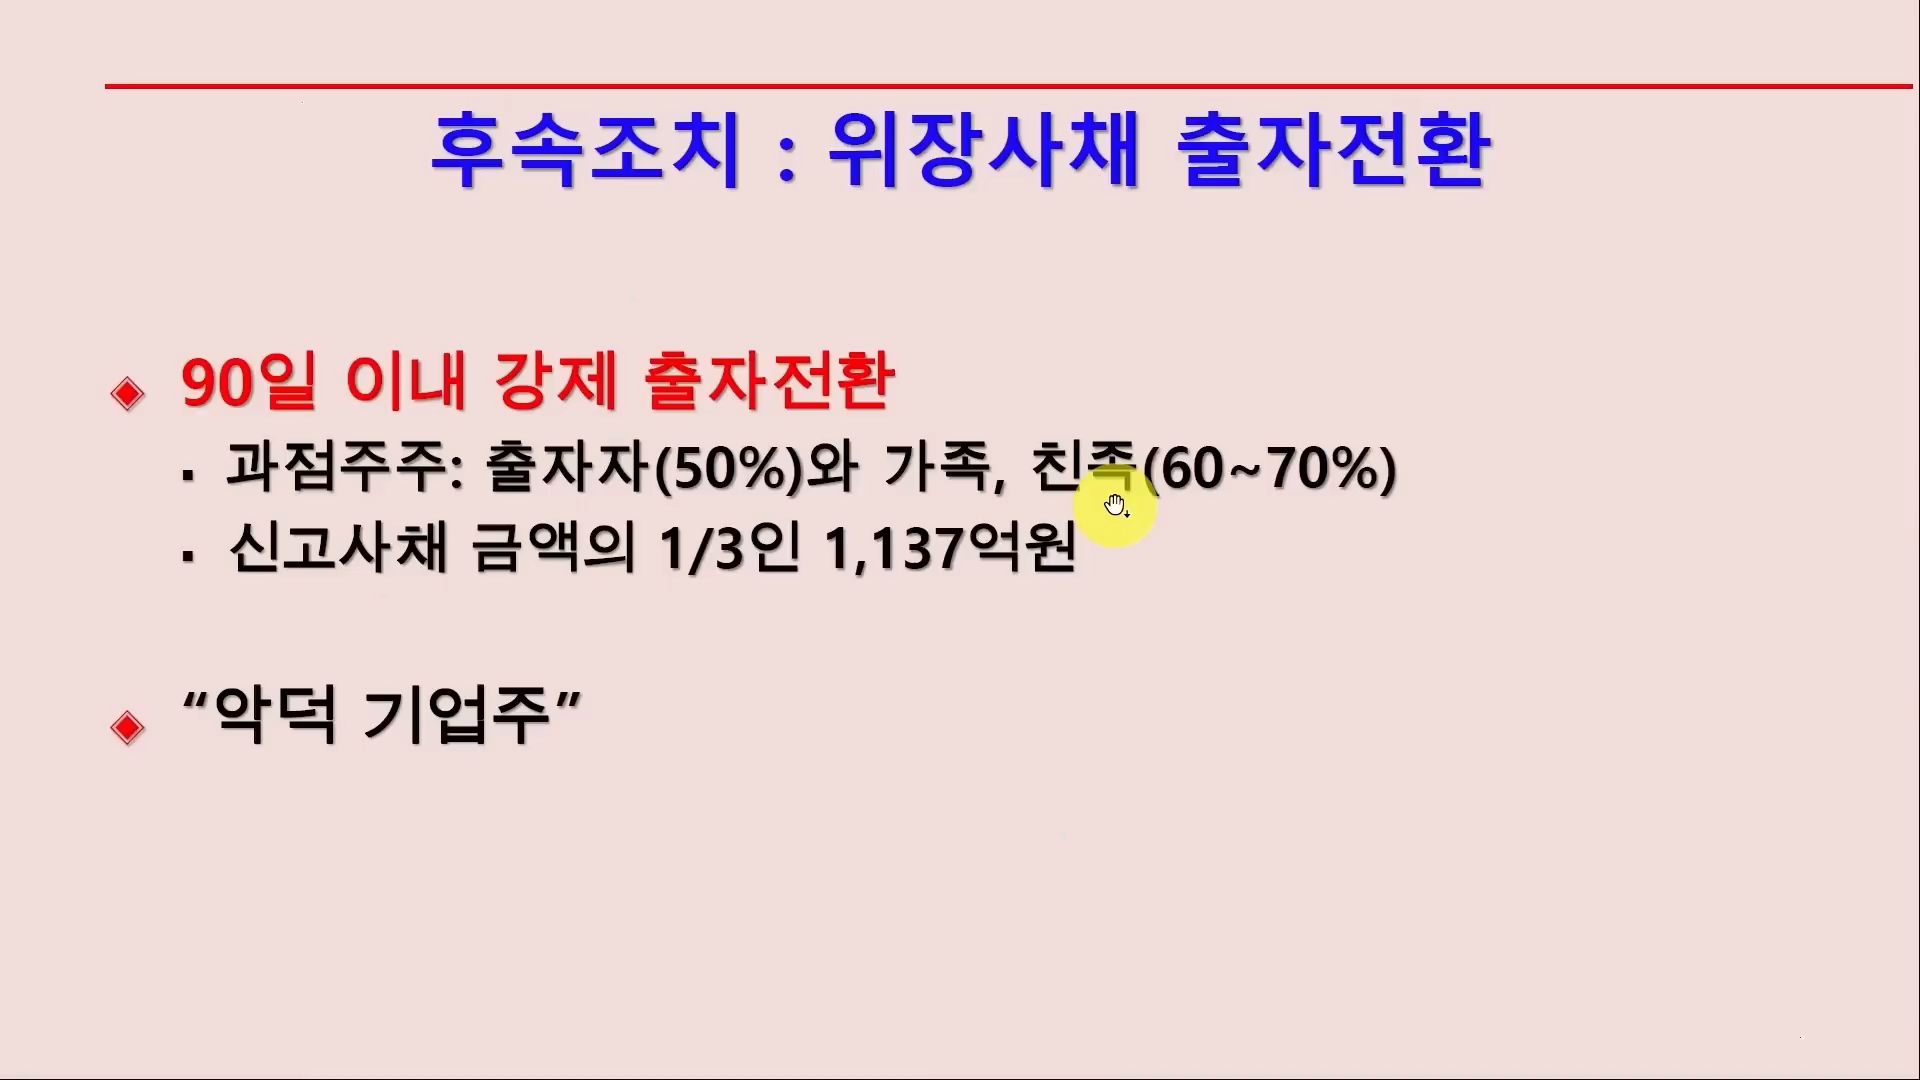 후속조치 : 위장사채 출자전환
90일 이내 강제 출자전환
과점주주: 출자자(50%)와 가족, 친족(60~70%)
신고사채 금액의 1/3인 1,137억원
“악덕 기업주”